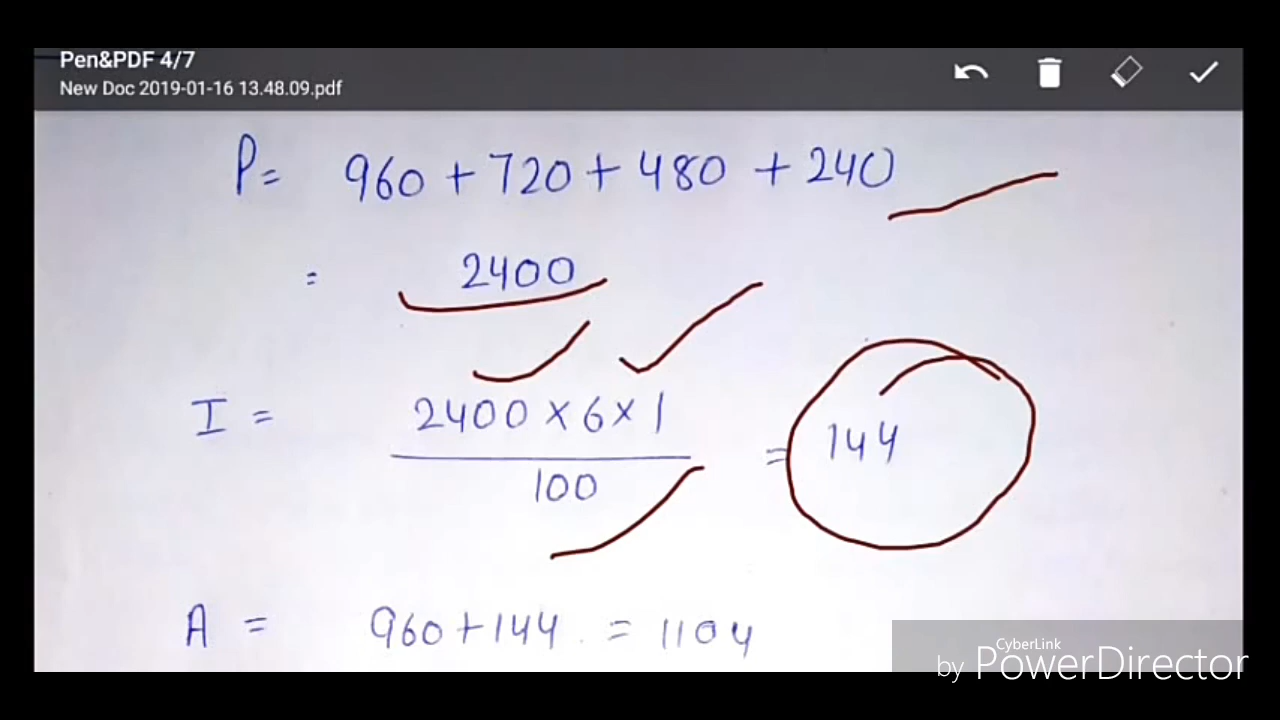 Pen&PDF 4/7
New Doc 2019-01-16 13.48.09.pdf
P= 960 + 720 + 480 + 240
= 2400
I = 2400 × 6 × 1
100
= 144
A = 960 + 144 = 1104
CyberLink
by PowerDirector